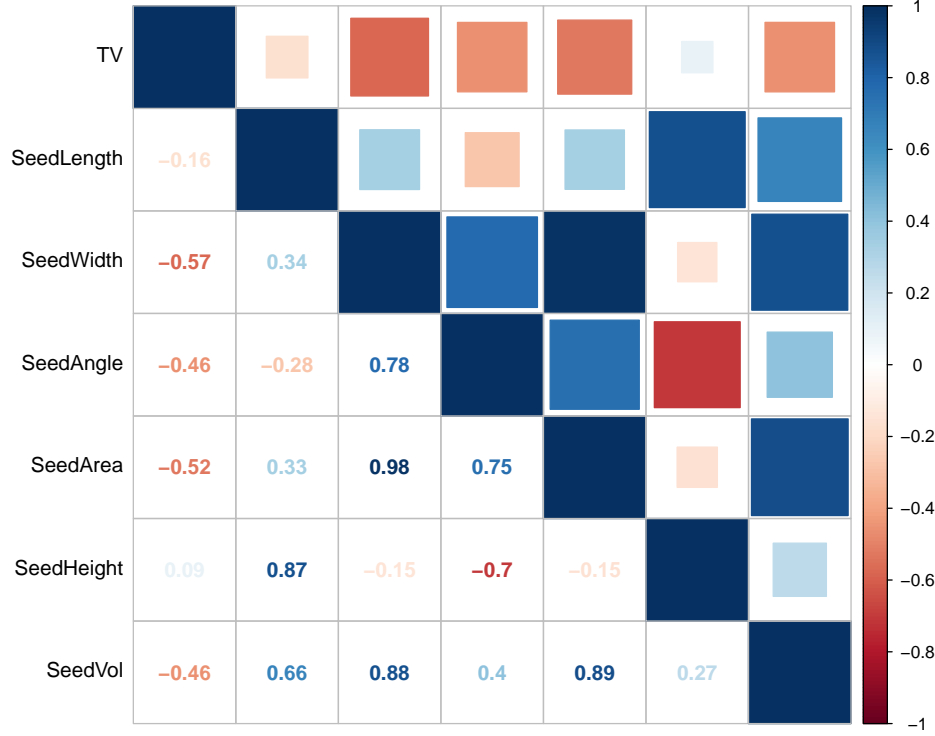 TV
SeedLength −0.16
SeedWidth −0.57 0.34
SeedAngle −0.46 −0.28 0.78
SeedArea −0.52 0.33 0.98 0.75
SeedHeight 0.09 0.87 −0.15 −0.7 −0.15
SeedVol −0.46 0.66 0.88 0.4 0.89 0.27
1
0.8
0.6
0.4
0.2
0
−0.2
−0.4
−0.6
−0.8
−1